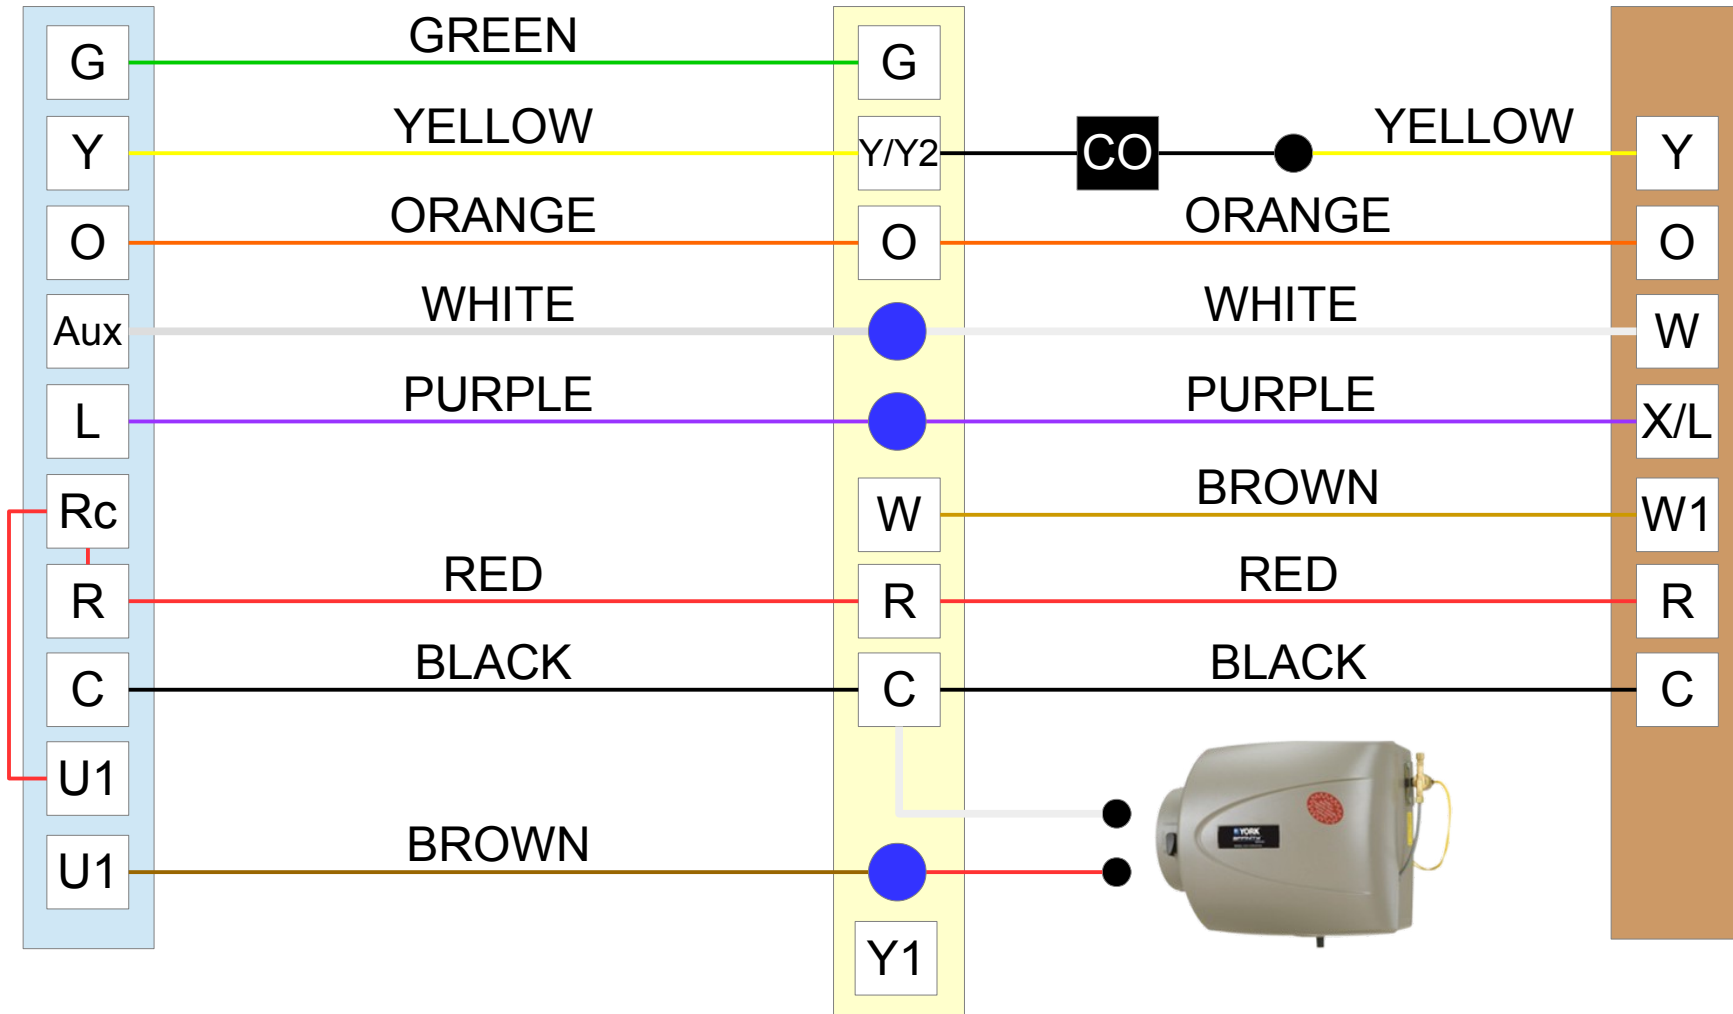 GREEN
G
G
YELLOW
YELLOW
Y
Y/Y2
CO
Y
ORANGE
ORANGE
O
O
O
WHITE
WHITE
Aux
W
PURPLE
PURPLE
L
X/L
BROWN
Rc
W
W1
RED
RED
R
R
R
BLACK
BLACK
C
C
C
U1
BROWN
YORK
U1
Y1